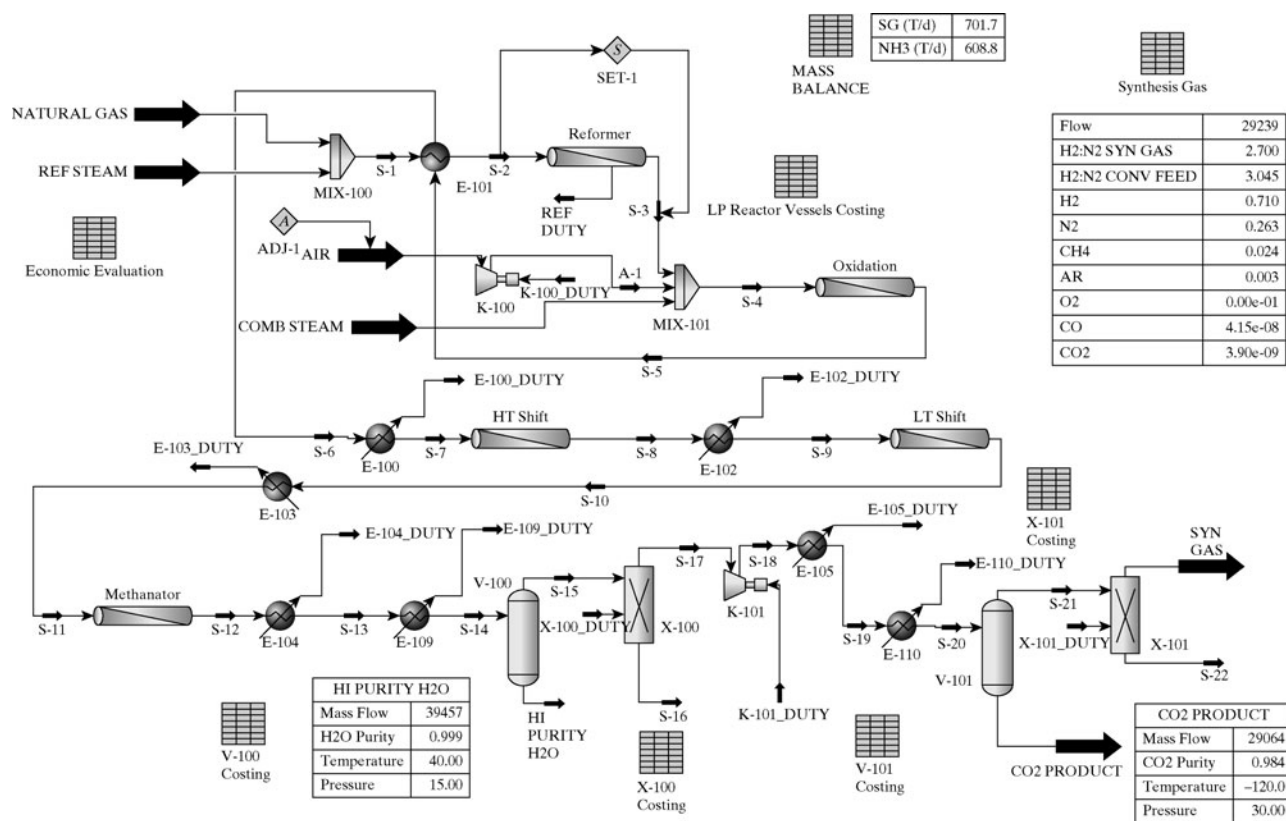 SG (T/d) 701.7
NH3 (T/d) 608.8
MASS
BALANCE
S
SET-1
Synthesis Gas
Flow 29239
H2:N2 SYN GAS 2.700
H2:N2 CONV FEED 3.045
H2 0.710
N2 0.263
CH4 0.024
AR 0.003
O2 0.00e-01
CO 4.15e-08
CO2 3.90e-09
NATURAL GAS
REF STEAM
MIX-100
S-1
E-101
S-2
Reformer
REF
DUTY
S-3
LP Reactor Vessels Costing
Economic Evaluation
A
ADJ-1
AIR
K-100
K-100_DUTY
A-1
COMB STEAM
MIX-101
S-4
Oxidation
S-5
E-100_DUTY
E-102_DUTY
S-6
E-100
S-7
HT Shift
S-8
E-102
S-9
LT Shift
E-103_DUTY
E-103
S-10
X-101
Costing
E-104_DUTY
E-109_DUTY
E-105_DUTY
SYN
GAS
S-11
Methanator
S-12
E-104
S-13
E-109
S-14
V-100
S-15
X-100_DUTY
X-100
S-17
S-18
K-101
E-105
E-110_DUTY
S-19
E-110
S-20
S-21
X-101_DUTY
V-101
X-101
S-22
HI
PURITY
H2O
S-16
K-101_DUTY
CO2 PRODUCT
V-100
Costing
HI PURITY H2O
Mass Flow 39457
H2O Purity 0.999
Temperature 40.00
Pressure 15.00
X-100
Costing
V-101
Costing
CO2 PRODUCT
Mass Flow 29064
CO2 Purity 0.984
Temperature –120.0
Pressure 30.00